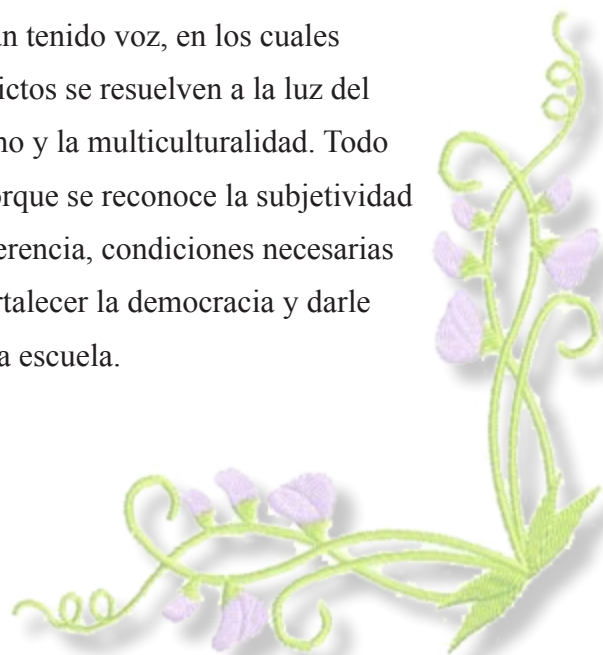 an tenido voz, en los cuales
ictos se resuelven a la luz del
no y la multiculturalidad. Todo
orque se reconoce la subjetividad
erencia, condiciones necesarias
rtalecer la democracia y darle
a escuela.